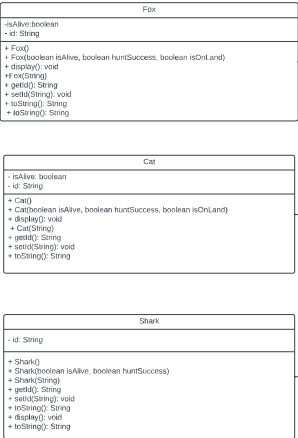 Fox
-isAlive:boolean
- id: String
+ Fox()
+ Fox(boolean isAlive, boolean huntSuccess, boolean isOnLand)
+ display(): void
+Fox(String)
+ getId(): String
+ setId(String): void
+ toString(): String
+ toString(): String
Cat
- isAlive: boolean
- id: String
+ Cat()
+ Cat(boolean isAlive, boolean huntSuccess, boolean isOnLand)
+ display(): void
+ Cat(String)
+ getId(): String
+ setId(String): void
+ toString(): String
Shark
- id: String
+ Shark()
+ Shark(boolean isAlive, boolean huntSuccess)
+ Shark(String)
+ getId(): String
+ setId(String): void
+ toString(): String
+ display(): void
+ toString(): String